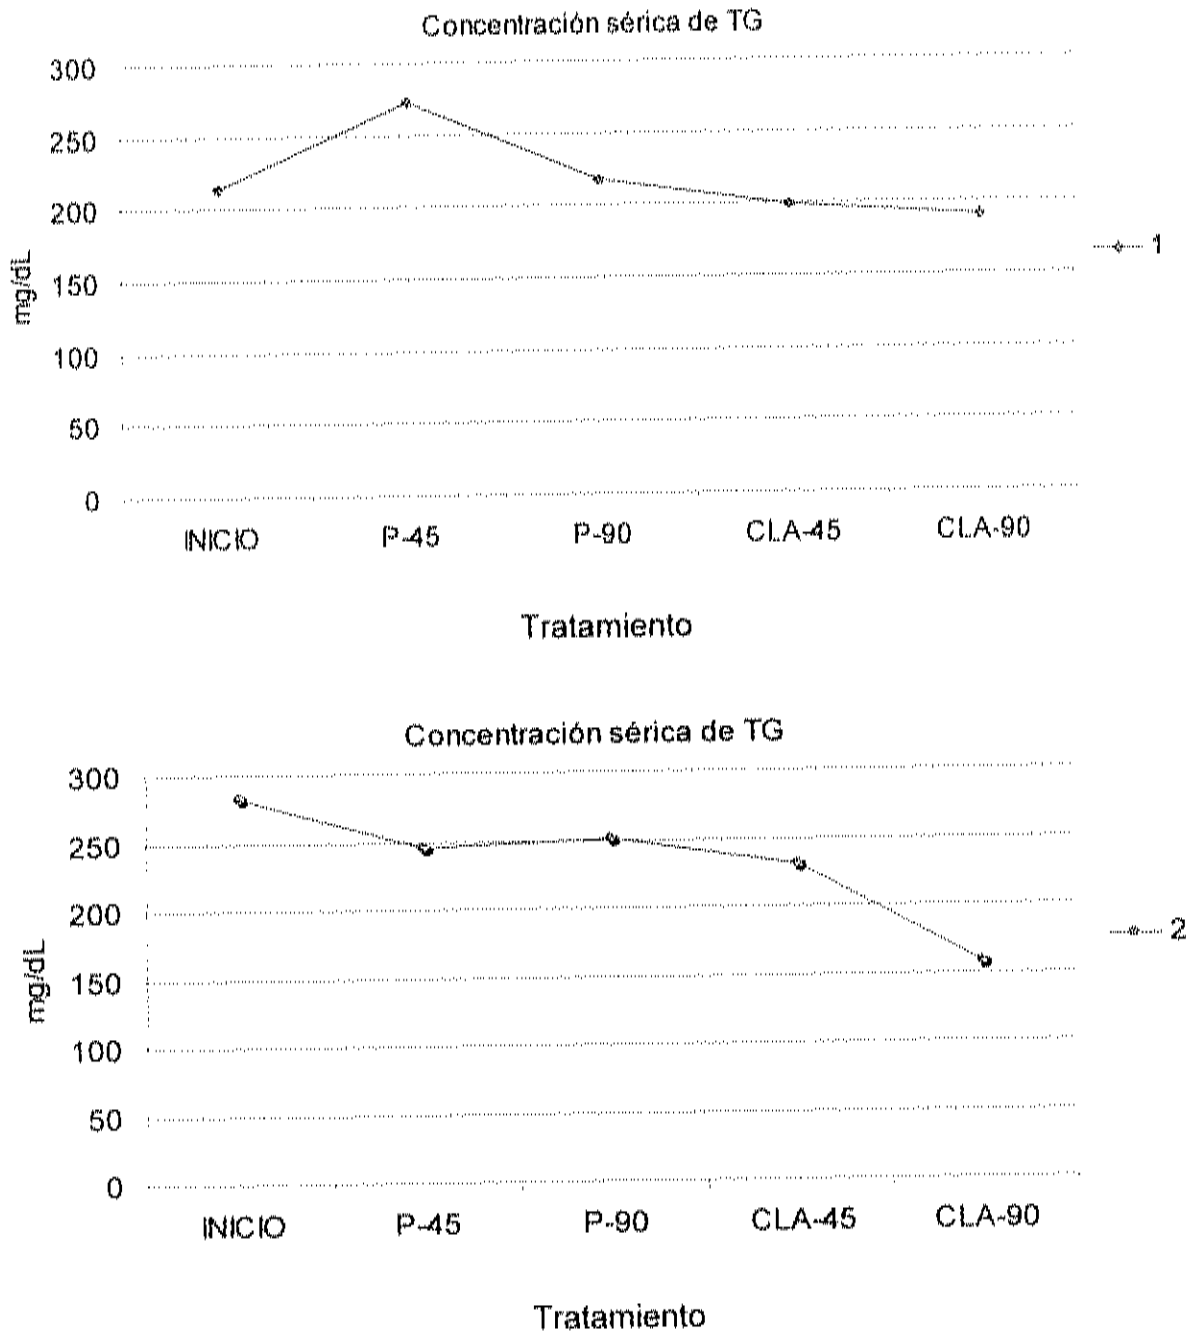 Concentración sérica de TG
300
250
200
150
100
50
0
mg/dL
INICIO P-45 P-90 CLA-45 CLA-90
Tratamiento
1
Concentración sérica de TG
300
250
200
150
100
50
0
mg/dL
INICIO P-45 P-90 CLA-45 CLA-90
Tratamiento
2